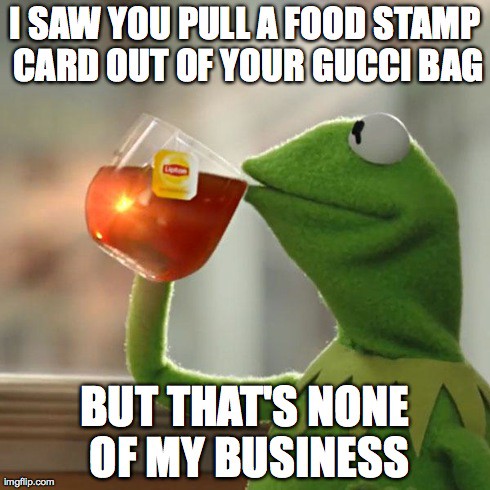 I SAW YOU PULL A FOOD STAMP
CARD OUT OF YOUR GUCCI BAG
Lipton
BUT THAT'S NONE
OF MY BUSINESS
imgflip.com